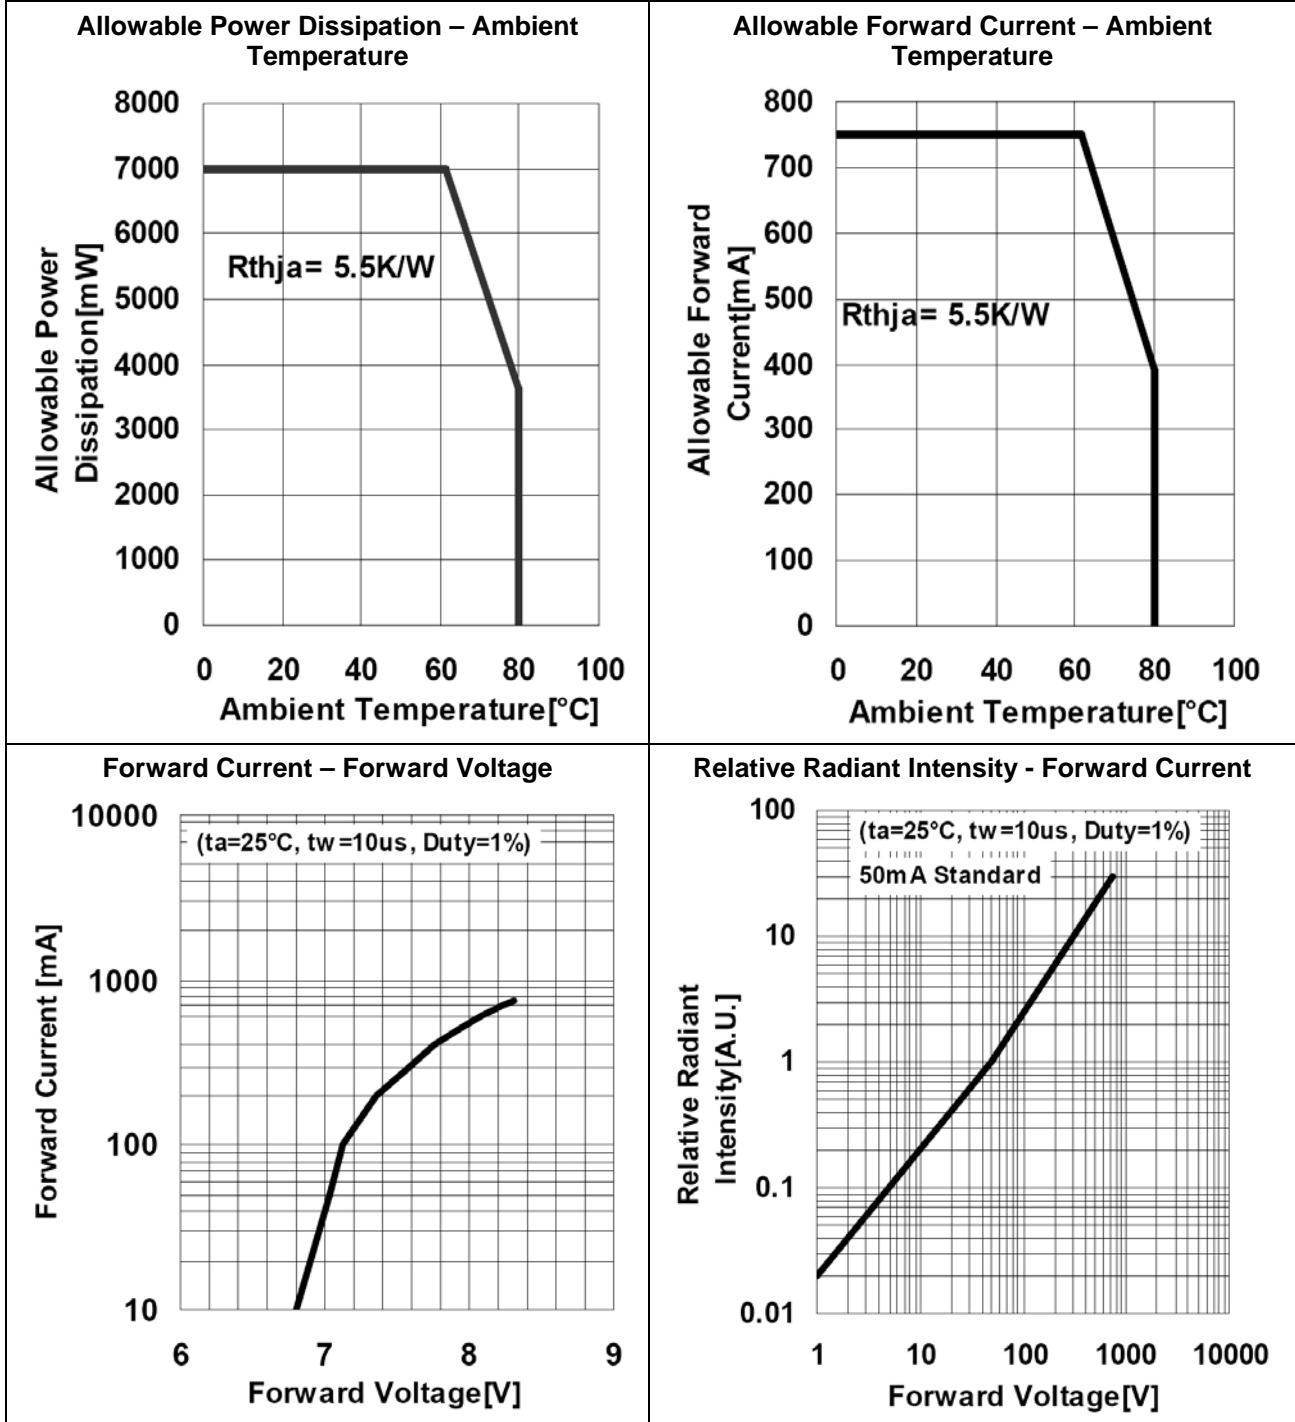 Allowable Power Dissipation – Ambient
Temperature
8000
7000
6000
5000
4000
3000
2000
1000
0
Allowable Power
Dissipation[mW]
Rthja= 5.5K/W
0 20 40 60 80 100
Ambient Temperature[°C]
Allowable Forward Current – Ambient
Temperature
800
700
600
500
400
300
200
100
0
Allowable Forward
Current[mA]
Rthja= 5.5K/W
0 20 40 60 80 100
Ambient Temperature[°C]
Forward Current – Forward Voltage
10000
1000
100
10
Forward Current [mA]
(ta=25°C, tw=10us, Duty=1%)
6 7 8 9
Forward Voltage[V]
Relative Radiant Intensity - Forward Current
100
10
1
0.1
0.01
Relative Radiant
Intensity[A.U.]
(ta=25°C, tw=10us, Duty=1%)
50mA Standard
1 10 100 1000 10000
Forward Voltage[V]